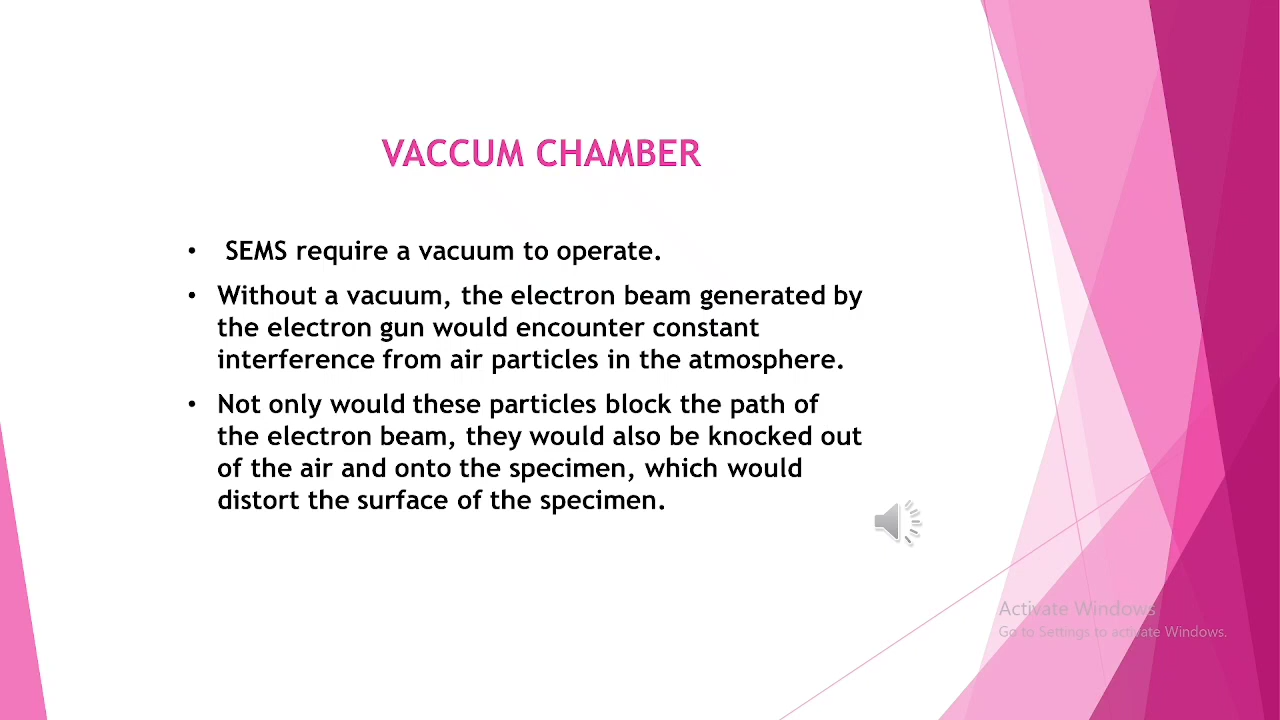 VACCUM CHAMBER
• SEMS require a vacuum to operate.
• Without a vacuum, the electron beam generated by
the electron gun would encounter constant
interference from air particles in the atmosphere.
• Not only would these particles block the path of
the electron beam, they would also be knocked out
of the air and onto the specimen, which would
distort the surface of the specimen.
Activate Windows
Go to Settings to activate Windows.